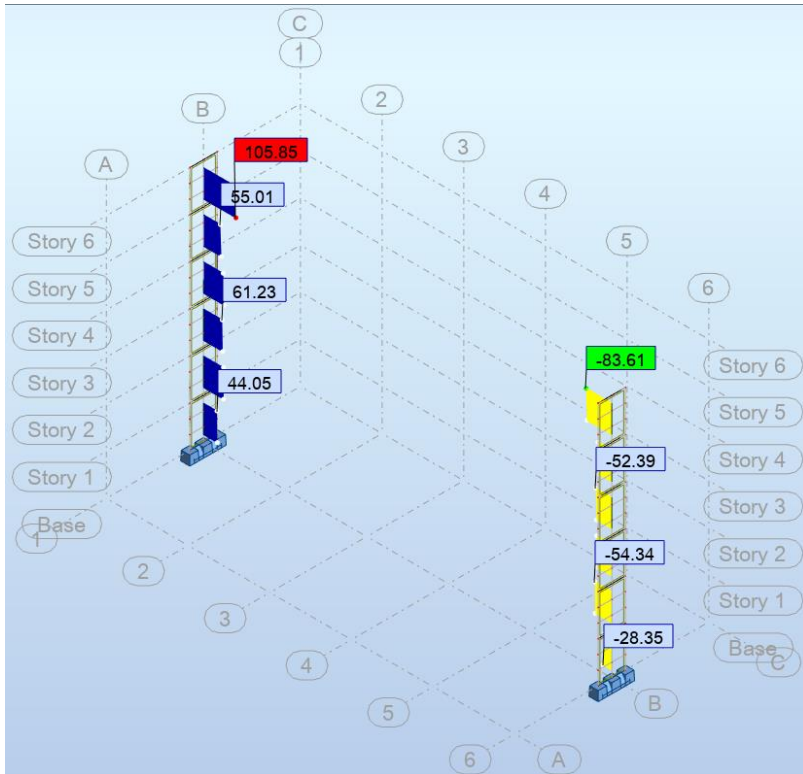 C
1
2
B
105.85
3
A
55.01
4
5
Story 6
6
Story 5
61.23
Story 4
-83.61
Story 6
Story 3
44.05
Story 5
Story 2
-52.39
Story 4
Story 1
Story 3
Base
1
-54.34
Story 2
2
Story 1
3
-28.35
Base
C
4
5
B
6
A